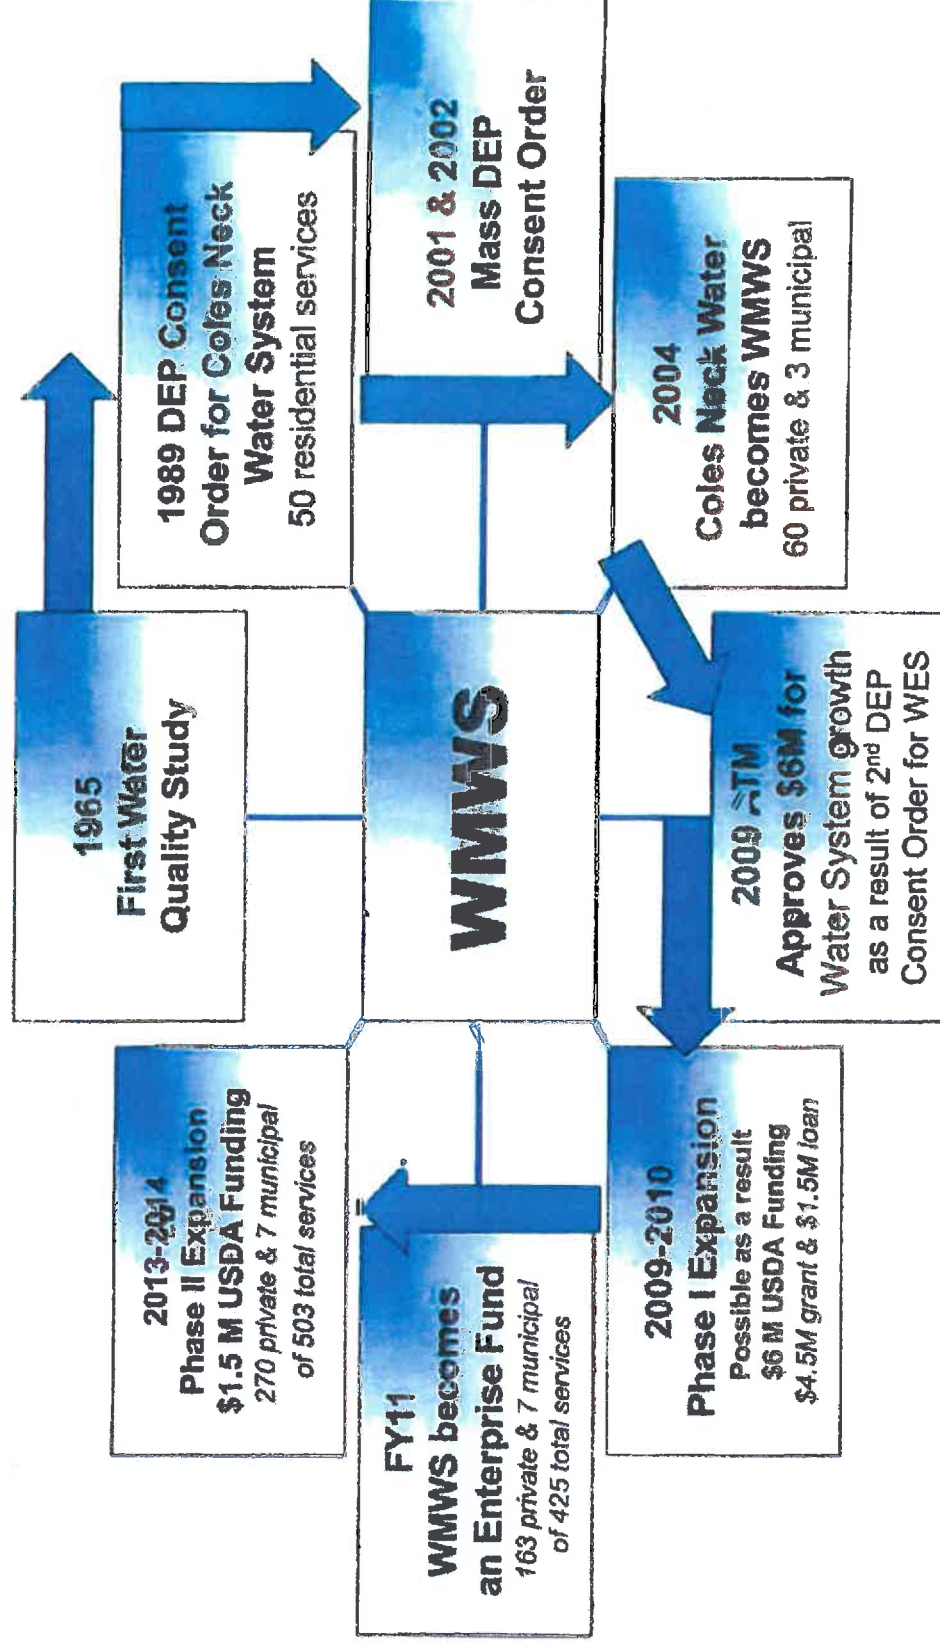 1965
First Water
Quality Study
1989 DEP Consent
Order for Coles Neck
Water System
50 residential services
2001 & 2002
Mass DEP
Consent Order
2004
Coles Neck Water
becomes WMWS
60 private & 3 municipal
2009 ATM
Approves $6M for
Water System growth
as a result of 2nd DEP
Consent Order for WES
2009-2010
Phase I Expansion
Possible as a result
$6 M USDA Funding
$4.5M grant & $1.5M loan
FY11
WMWS becomes
an Enterprise Fund
163 private & 7 municipal
of 425 total services
2013-2014
Phase II Expansion
$1.5 M USDA Funding
270 private & 7 municipal
of 503 total services
WMWS